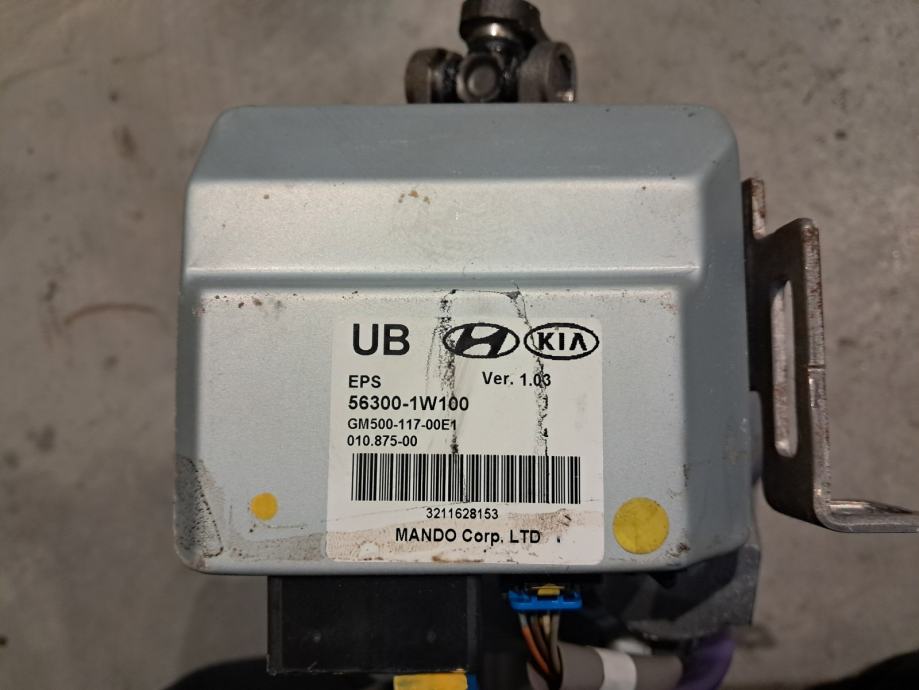 UB KIA
EPS Ver. 1.03
56300-1W100
GM500-117-00E1
010.875-00
3211628153
MANDO Corp. LTD